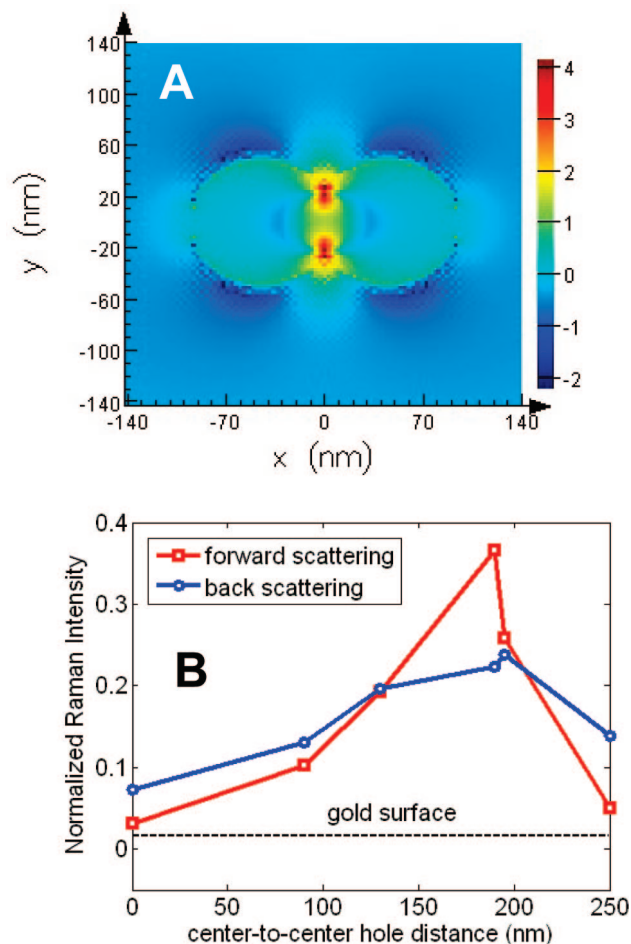 A
140
100
60
20
-20
-60
-100
-140
y (nm)
-140 -70 0 70 140
x (nm)
4
3
2
1
0
-1
-2
B
0.4
0.3
0.2
0.1
0
Normalized Raman Intensity
forward scattering
back scattering
gold surface
0 50 100 150 200 250
center-to-center hole distance (nm)